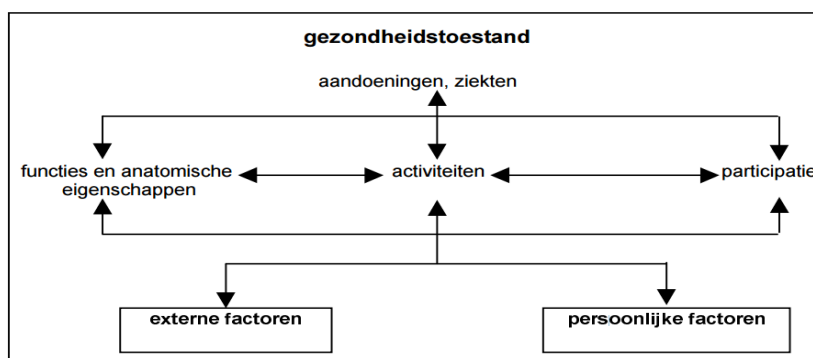 gezondheidstoestand
aandoeningen, ziekten
functies en anatomische
eigenschappen
activiteiten
participatie
externe factoren
persoonlijke factoren